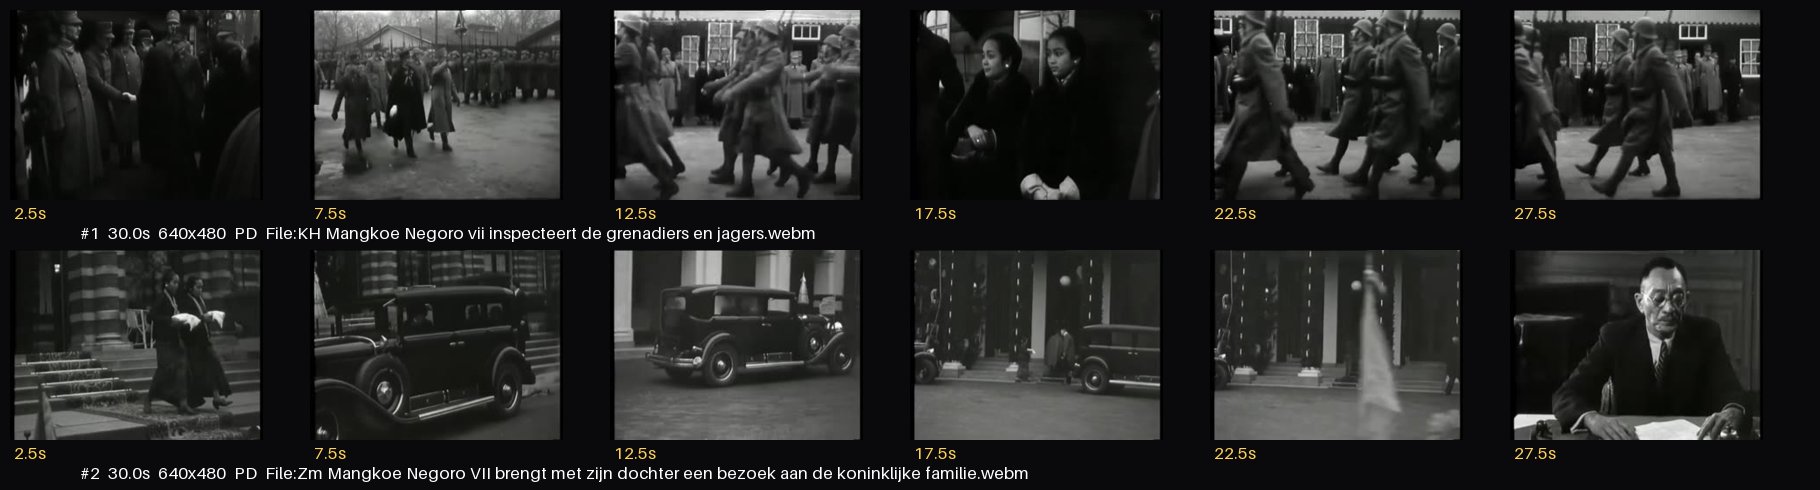 2.5s 7.5s 12.5s 17.5s 22.5s 27.5s
#1 30.0s 640x480 PD File:KH Mangkoe Negoro vii inspecteert de grenadiers en jagers.webm
2.5s 7.5s 12.5s 17.5s 22.5s 27.5s
#2 30.0s 640x480 PD File:Zm Mangkoe Negoro VII brengt met zijn dochter een bezoek aan de koninklijke familie.webm